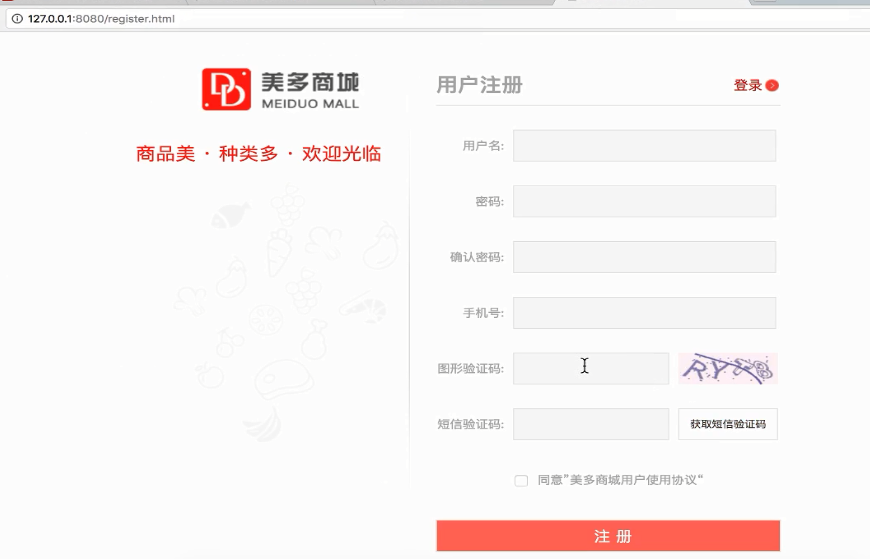 127.0.0.1:8080/register.html
美多商城
MEIDUO MALL
商品美 · 种类多 · 欢迎光临
用户注册
登录
用户名:
密码:
确认密码:
手机号:
图形验证码:
短信验证码:
获取短信验证码
同意”美多商城用户使用协议“
注 册